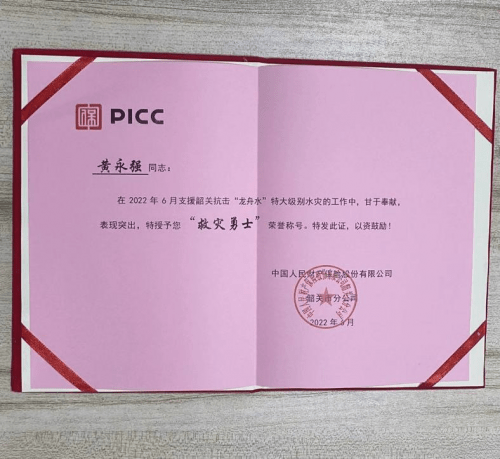 PICC
黄永强同志：
在 2022 年 6 月支援韶关抗击“龙舟水”特大级别水灾的工作中，甘于奉献，
表现突出，特授予您“救灾勇士”荣誉称号。特发此证，以资鼓励！
中国人民财产保险股份有限公司
韶关市分公司
2022 年 6 月